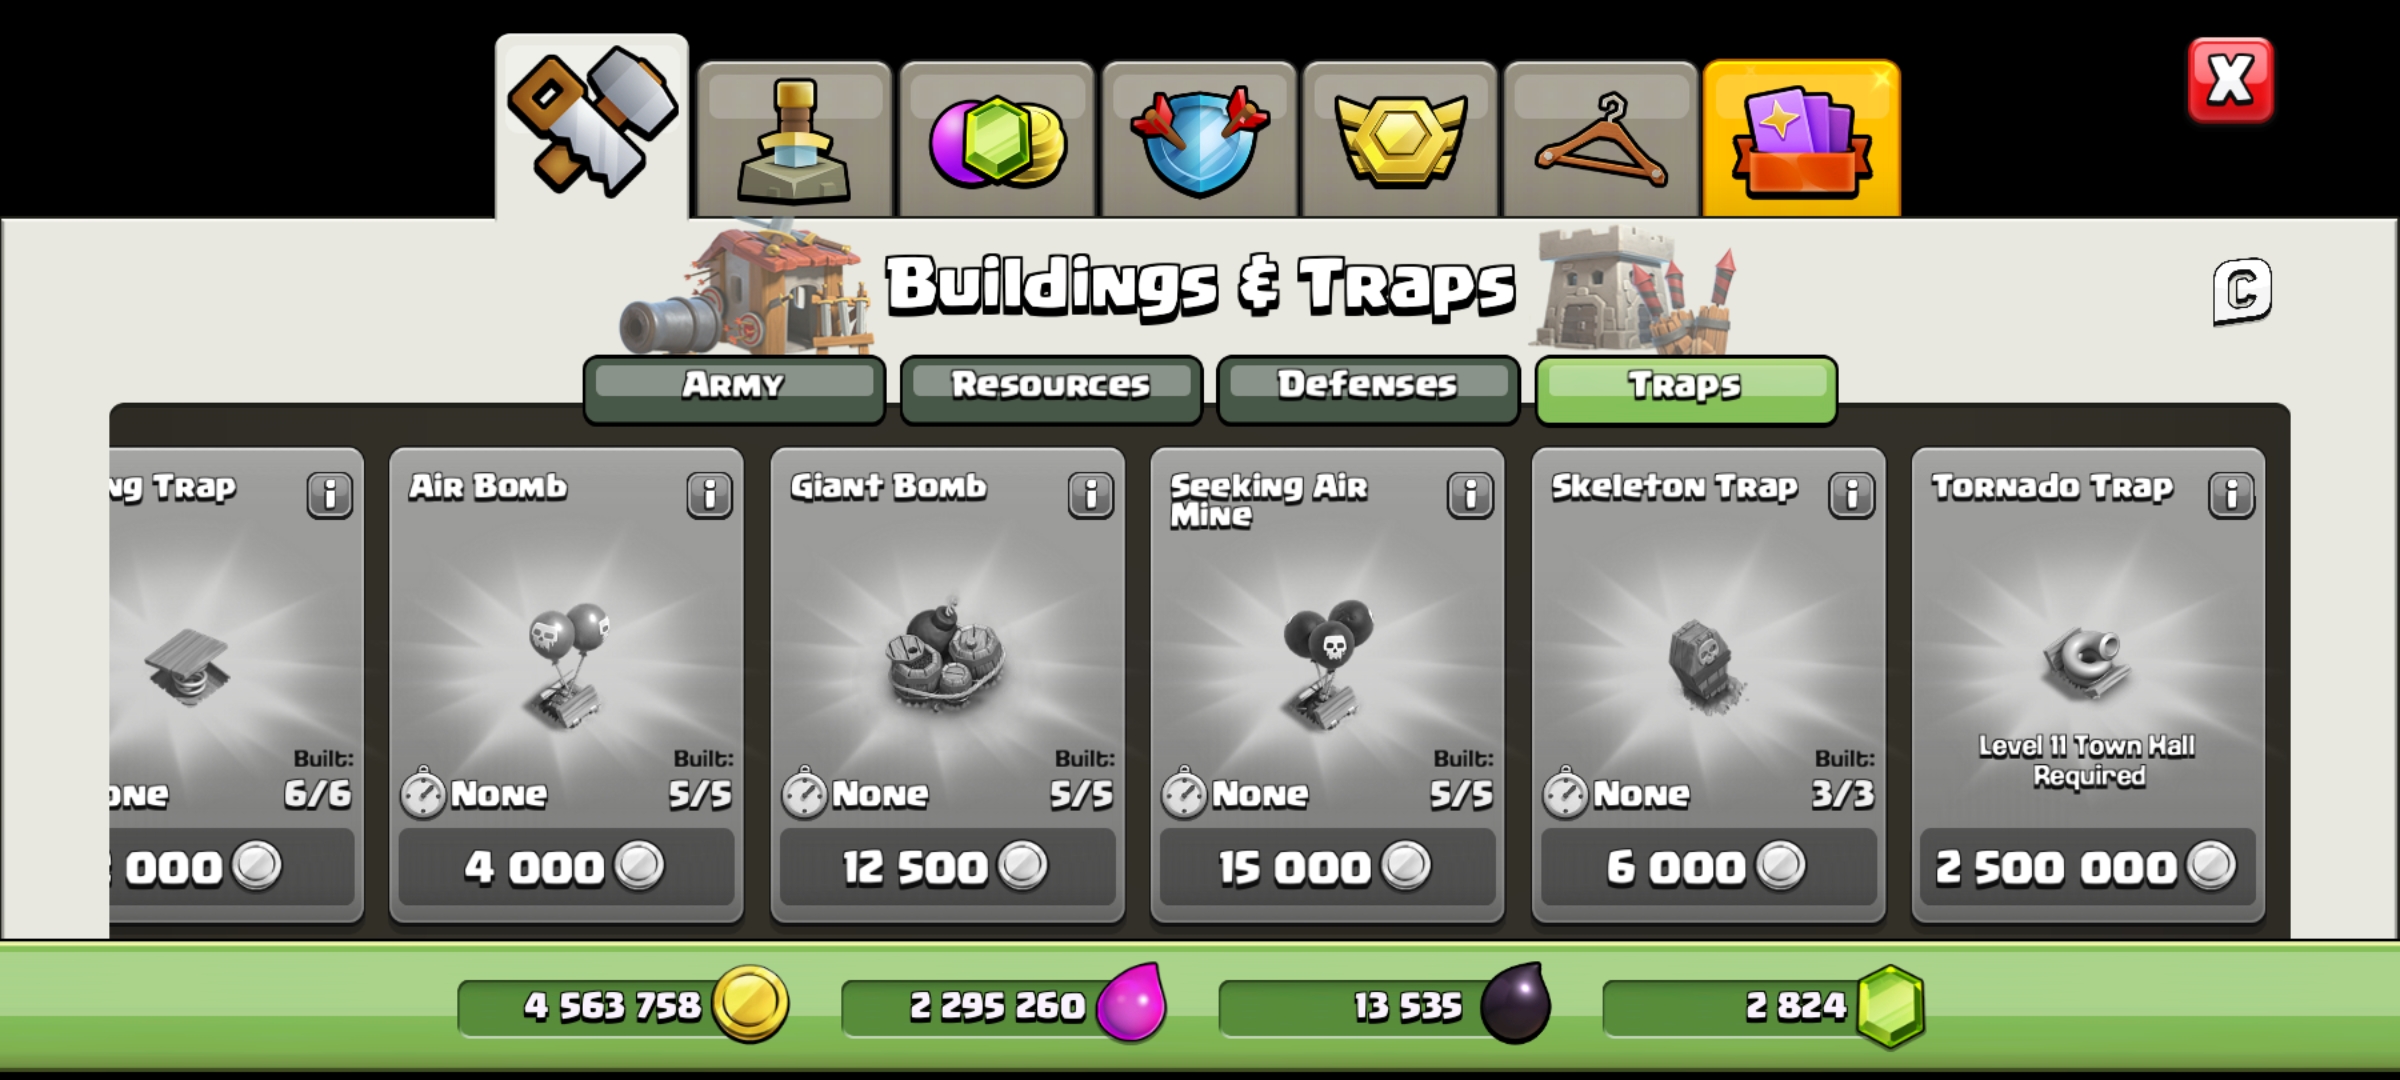 X
Buildings & Traps
C
Army
Resources
Defenses
Traps
ng Trap
i
Built:
one
6/6
000
Air Bomb
i
Built:
None
5/5
4 000
Giant Bomb
i
Built:
None
5/5
12 500
Seeking Air
Mine
i
Built:
None
5/5
15 000
Skeleton Trap
i
Built:
None
3/3
6 000
Tornado Trap
i
Level 11 Town Hall
Required
2 500 000
4 563 758
2 295 260
13 535
2 824